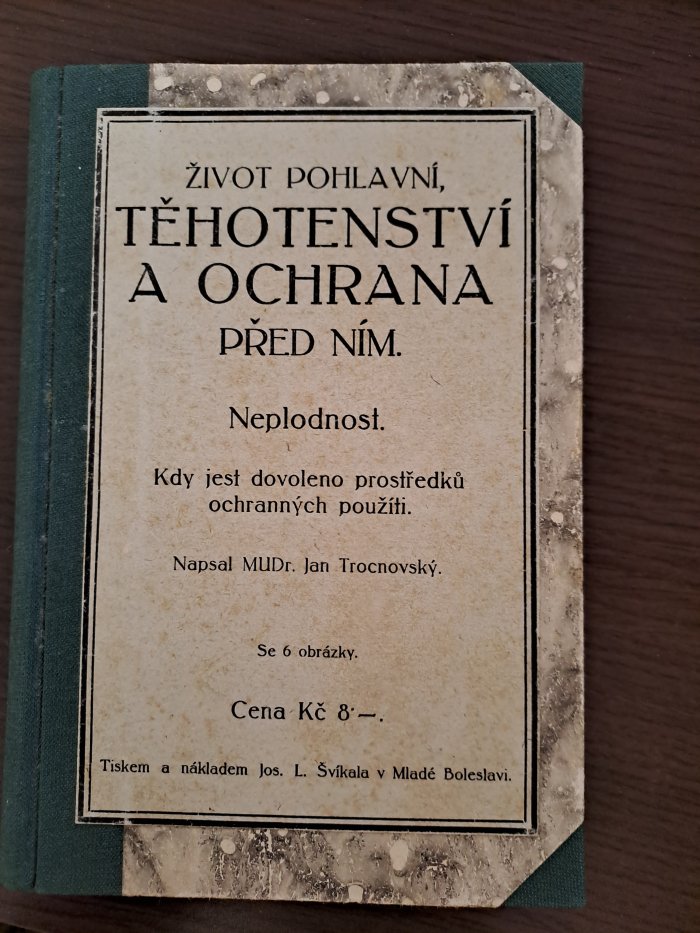 ŽIVOT POHLAVNÍ,
TĚHOTENSTVÍ
A OCHRANA
PŘED NÍM.
Neplodnost.
Kdy jest dovoleno prostředků
ochranných použíti.
Napsal MUDr. Jan Trocnovský.
Se 6 obrázky.
Cena Kč 8·—.
Tiskem a nákladem Jos. L. Švíkala v Mladé Boleslavi.